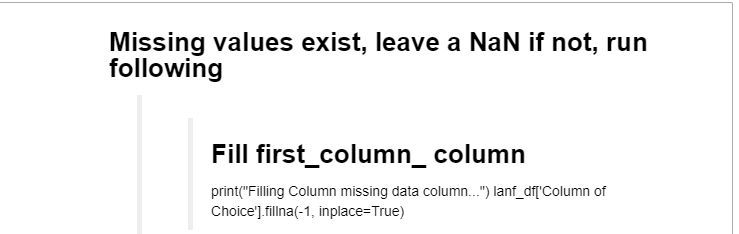 Missing values exist, leave a NaN if not, run
following
Fill first_column_ column
print("Filling Column missing data column...") lanf_df['Column of
Choice'].fillna(-1, inplace=True)